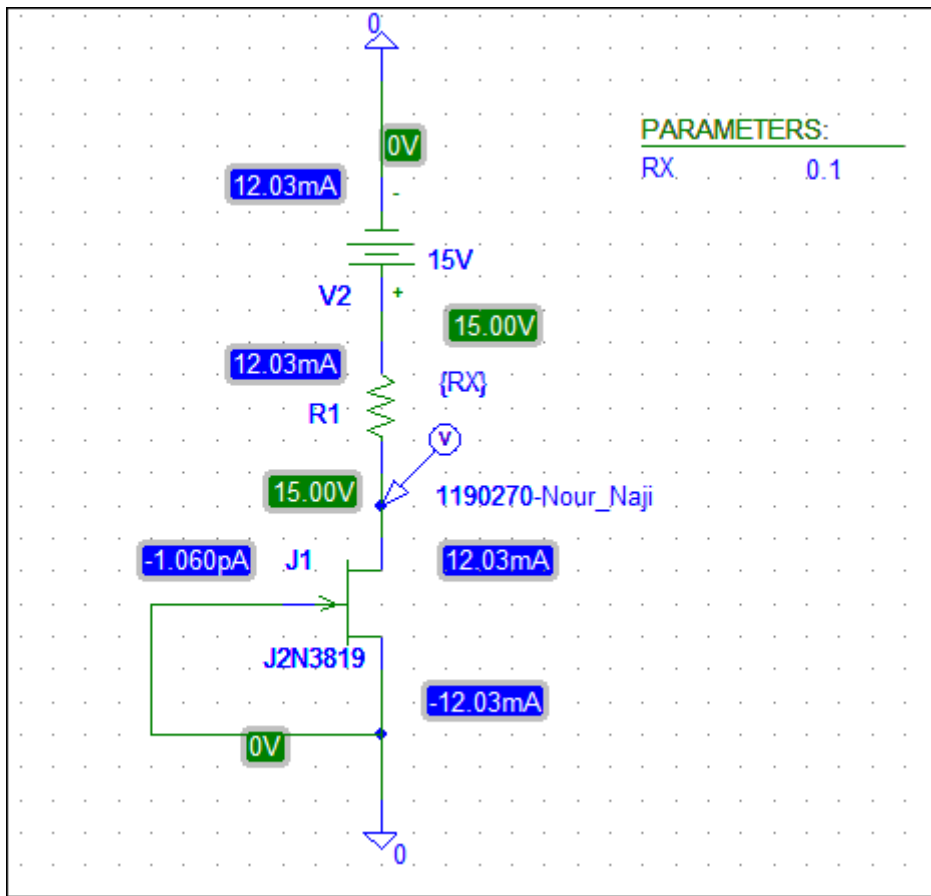 0
0V
PARAMETERS:
RX 0.1
12.03mA
-
15V
V2
+
15.00V
12.03mA
{RX}
R1
V
15.00V
1190270-Nour_Naji
-1.060pA
J1
12.03mA
J2N3819
-12.03mA
0V
0